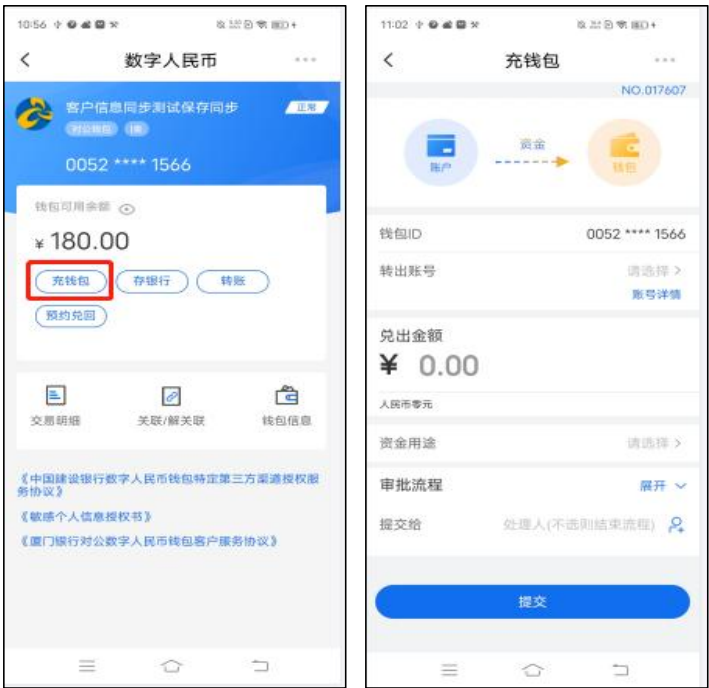 10:56
数字人民币
客户信息同步测试保存同步
正常
对公钱包
0052 **** 1566
钱包可用余额
¥ 180.00
充钱包
存银行
转账
预约兑回
交易明细
关联/解关联
钱包信息
《中国建设银行数字人民币钱包特定第三方渠道授权服
务协议》
《敏感个人信息授权书》
《厦门银行对公数字人民币钱包客户服务协议》
11:02
充钱包
NO.017607
资金
账户
钱包
钱包ID
0052 **** 1566
转出账号
请选择 >
账号详情
兑出金额
¥ 0.00
人民币零元
资金用途
请选择 >
审批流程
展开
提交给
处理人(不选则结束流程)
提交